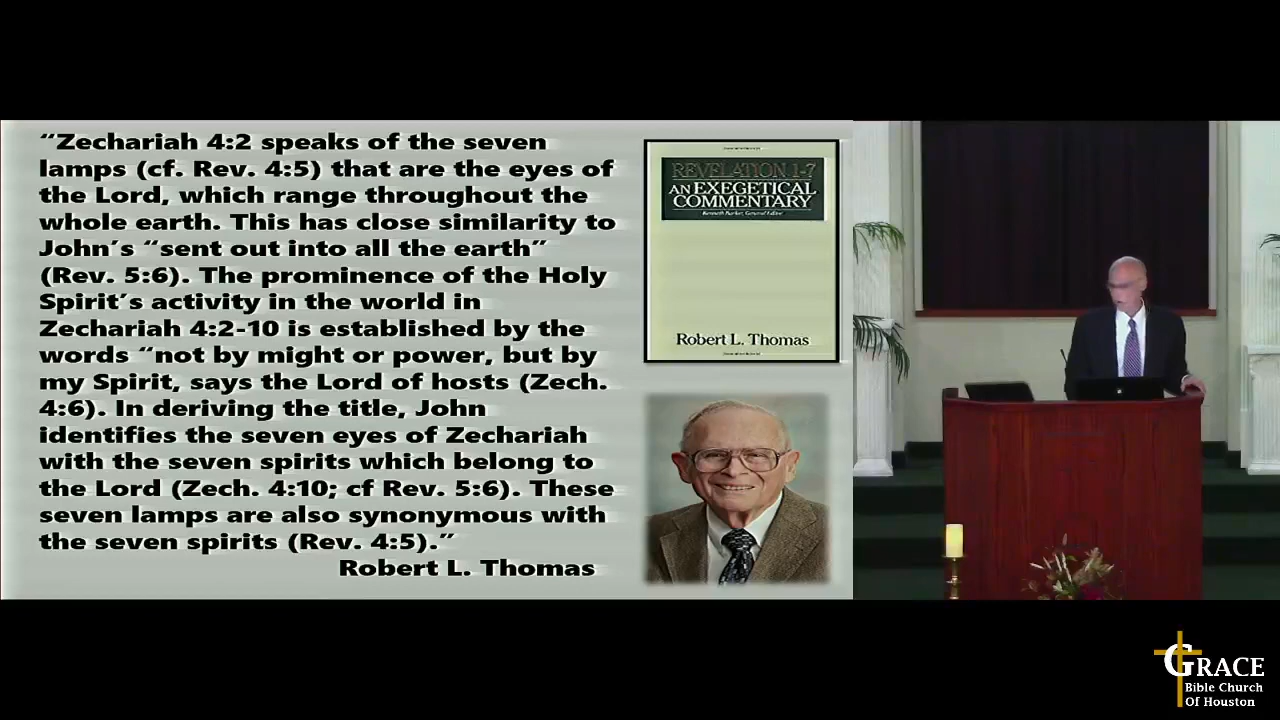 “Zechariah 4:2 speaks of the seven
lamps (cf. Rev. 4:5) that are the eyes of
the Lord, which range throughout the
whole earth. This has close similarity to
John’s “sent out into all the earth”
(Rev. 5:6). The prominence of the Holy
Spirit’s activity in the world in
Zechariah 4:2-10 is established by the
words “not by might or power, but by
my Spirit, says the Lord of hosts (Zech.
4:6). In deriving the title, John
identifies the seven eyes of Zechariah
with the seven spirits which belong to
the Lord (Zech. 4:10; cf Rev. 5:6). These
seven lamps are also synonymous with
the seven spirits (Rev. 4:5).”
Robert L. Thomas
REVELATION 1-7
AN EXEGETICAL
COMMENTARY
Kenneth Barker, General Editor
Robert L. Thomas
GRACE
Bible Church
Of Houston